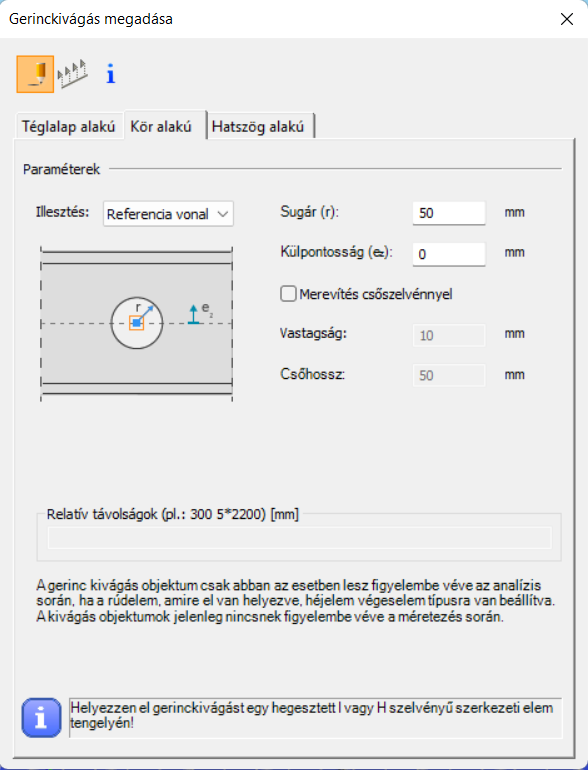 Gerinckivágás megadása
Téglalap alakú Kör alakú Hatszög alakú
Paraméterek
Illesztés: Referencia vonal
Sugár (r): 50 mm
Külpontosság (ez): 0 mm
Merevítés csőszelvénnyel
Vastagság: 10 mm
Csőhossz: 50 mm
r e z
Relatív távolságok (pl.: 300 5*2200) [mm]
A gerinc kivágás objektum csak abban az esetben lesz figyelembe véve az analízis
során, ha a rúdelem, amire el van helyezve, héjelem végeselem típusra van beállítva.
A kivágás objektumok jelenleg nincsnek figyelembe véve a méretezés során.
Helyezzen el gerinckivágást egy hegesztett I vagy H szelvényű szerkezeti elem
tengelyén!